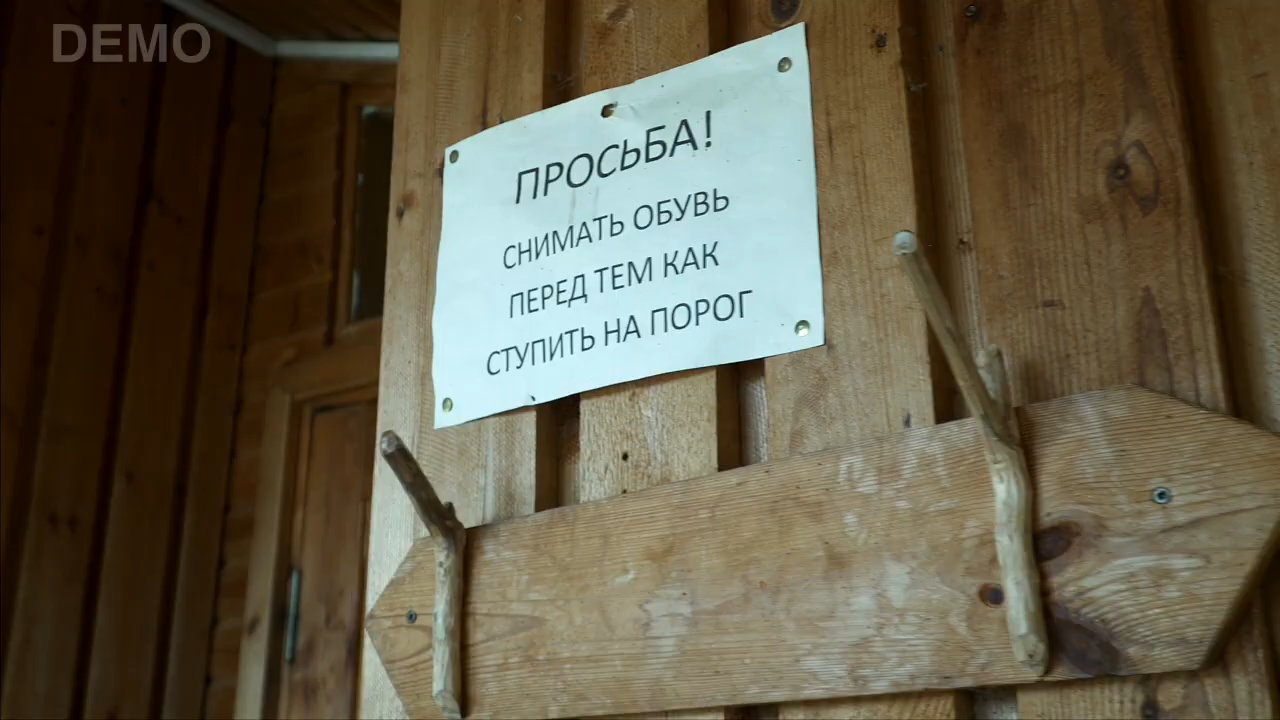 DEMO
ПРОСЬБА!
СНИМАТЬ ОБУВЬ
ПЕРЕД ТЕМ КАК
СТУПИТЬ НА ПОРОГ